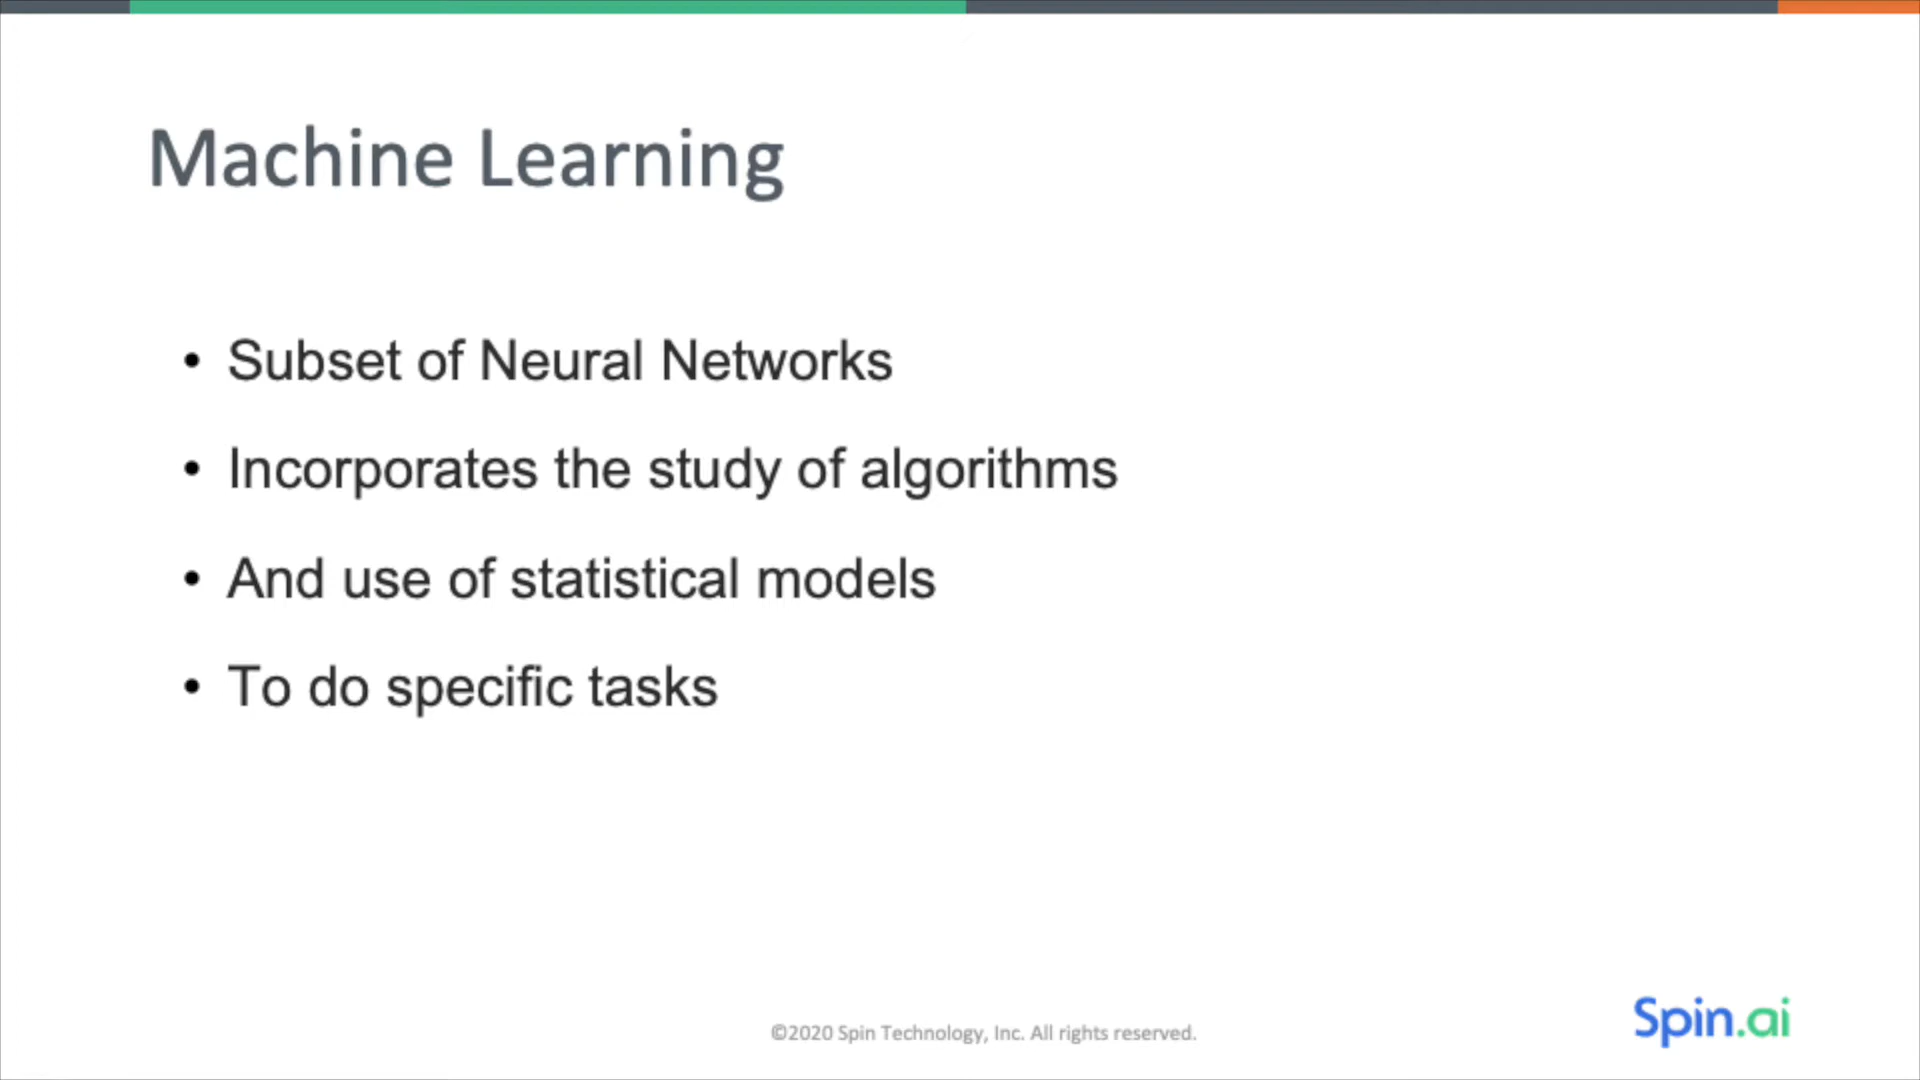 Machine Learning
• Subset of Neural Networks
• Incorporates the study of algorithms
• And use of statistical models
• To do specific tasks
©2020 Spin Technology, Inc. All rights reserved.
Spin.ai